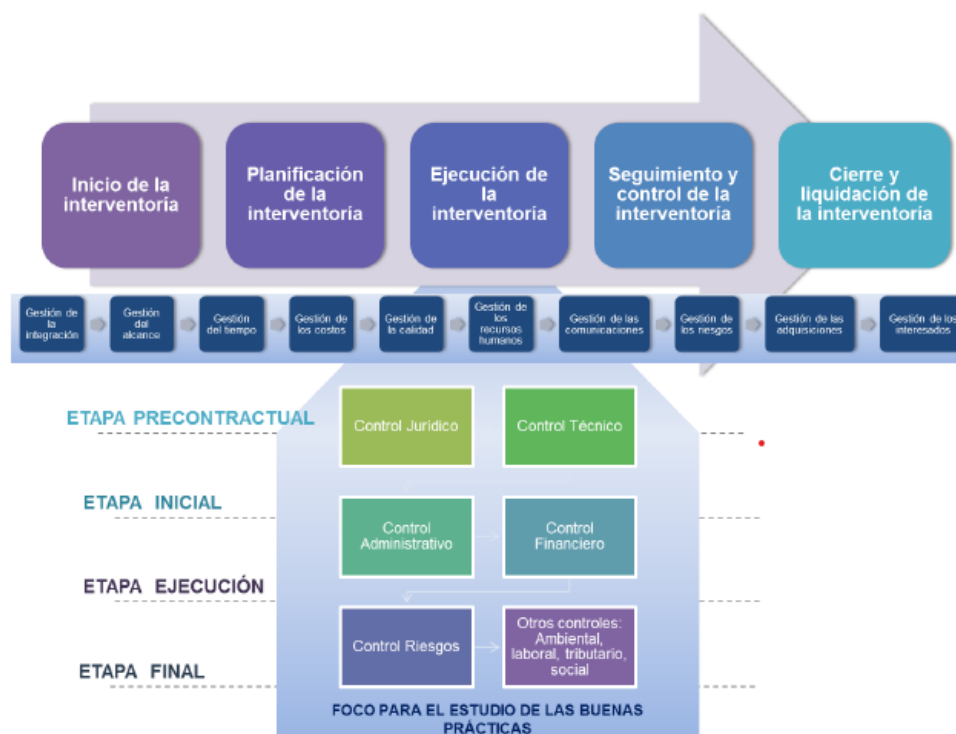 Inicio de la
interventoría
Planificación
de la
interventoría
Ejecución de
la
interventoría
Seguimiento y
control de la
interventoría
Cierre y
liquidación de
la interventoría
Gestión de
la
integración
Gestión
del
alcance
Gestión
del tiempo
Gestión de
los costos
Gestión de
la calidad
Gestión de
los
recursos
humanos
Gestión de las
comunicaciones
Gestión de
los riesgos
Gestión de las
adquisiciones
Gestión de los
interesados
ETAPA PRECONTRACTUAL
Control Jurídico
Control Técnico
ETAPA INICIAL
Control
Administrativo
Control
Financiero
ETAPA EJECUCIÓN
Control Riesgos
Otros controles:
Ambiental,
laboral, tributario,
social
ETAPA FINAL
FOCO PARA EL ESTUDIO DE LAS BUENAS
PRÁCTICAS